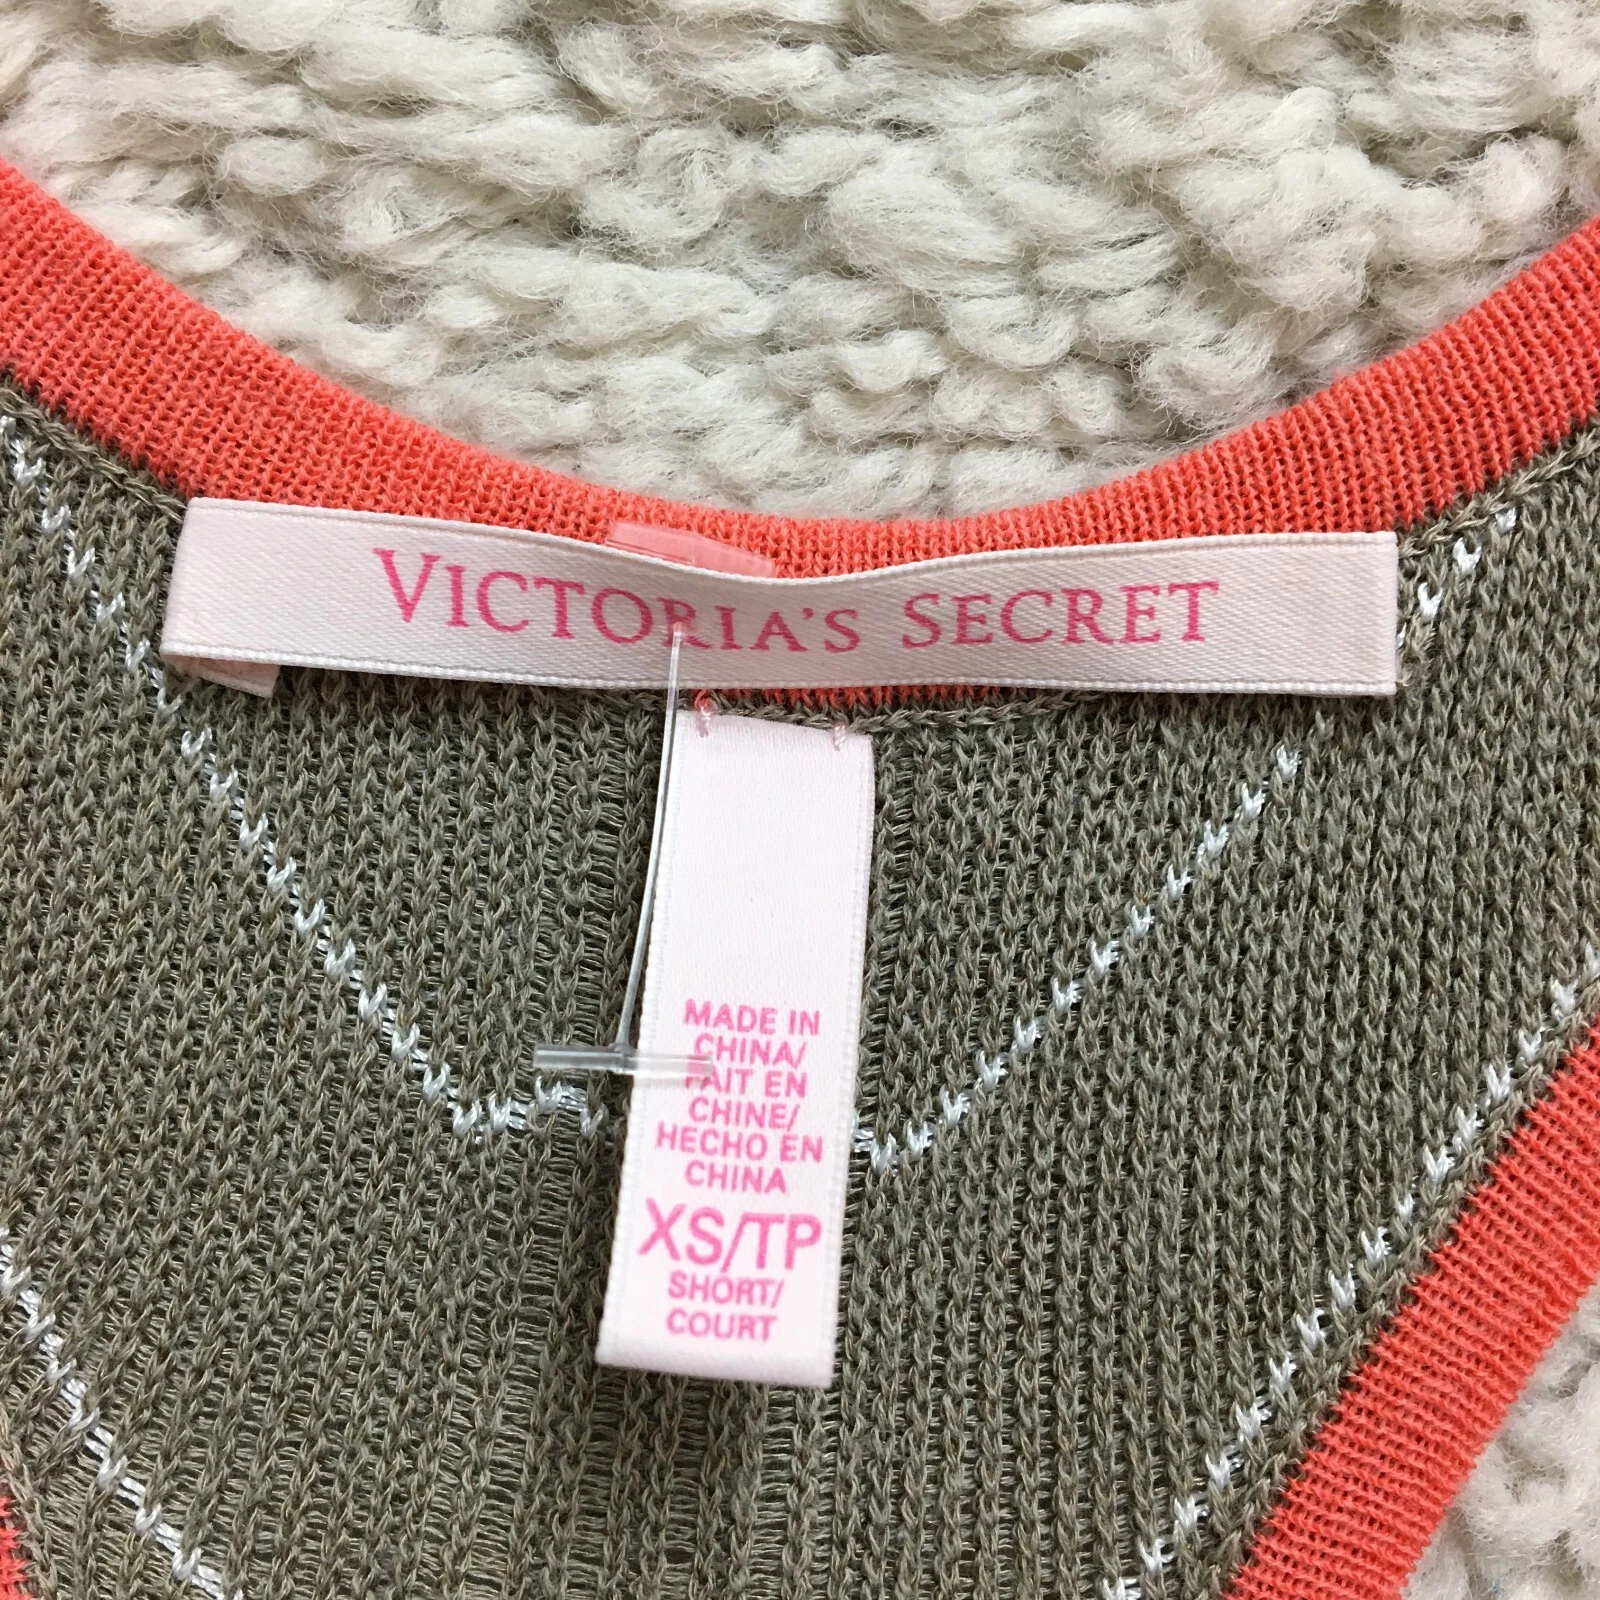 VICTORIA'S SECRET
MADE IN
CHINA/
FAIT EN
CHINE/
HECHO EN
CHINA
XS/TP
SHORT/
COURT